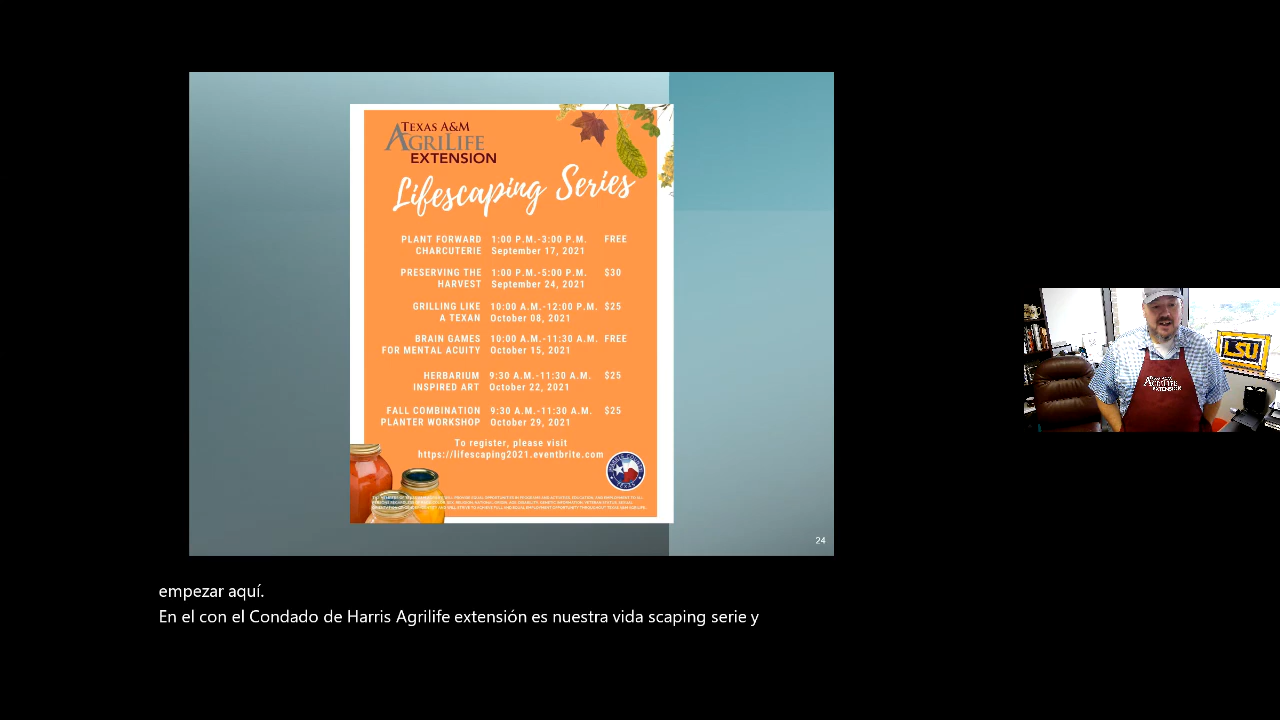 TEXAS A&M
AGRILIFE
EXTENSION
Lifescaping Series
PLANT FORWARD 1:00 P.M.-3:00 P.M. FREE
CHARCUTERIE September 17, 2021
PRESERVING THE 1:00 P.M.-5:00 P.M. $30
HARVEST September 24, 2021
GRILLING LIKE 10:00 A.M.-12:00 P.M. $25
A TEXAN October 08, 2021
BRAIN GAMES 10:00 A.M.-11:30 A.M. FREE
FOR MENTAL ACUITY October 15, 2021
HERBARIUM 9:30 A.M.-11:30 A.M. $25
INSPIRED ART October 22, 2021
FALL COMBINATION 9:30 A.M.-11:30 A.M. $25
PLANTER WORKSHOP October 29, 2021
To register, please visit
https://lifescaping2021.eventbrite.com
TEXAS
24
LSU
AGRILIFE
EXTENSION
empezar aquí.
En el con el Condado de Harris Agrilife extensión es nuestra vida scaping serie y